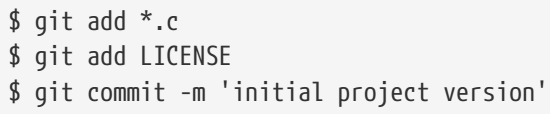 $ git add *.c
$ git add LICENSE
$ git commit -m 'initial project version'